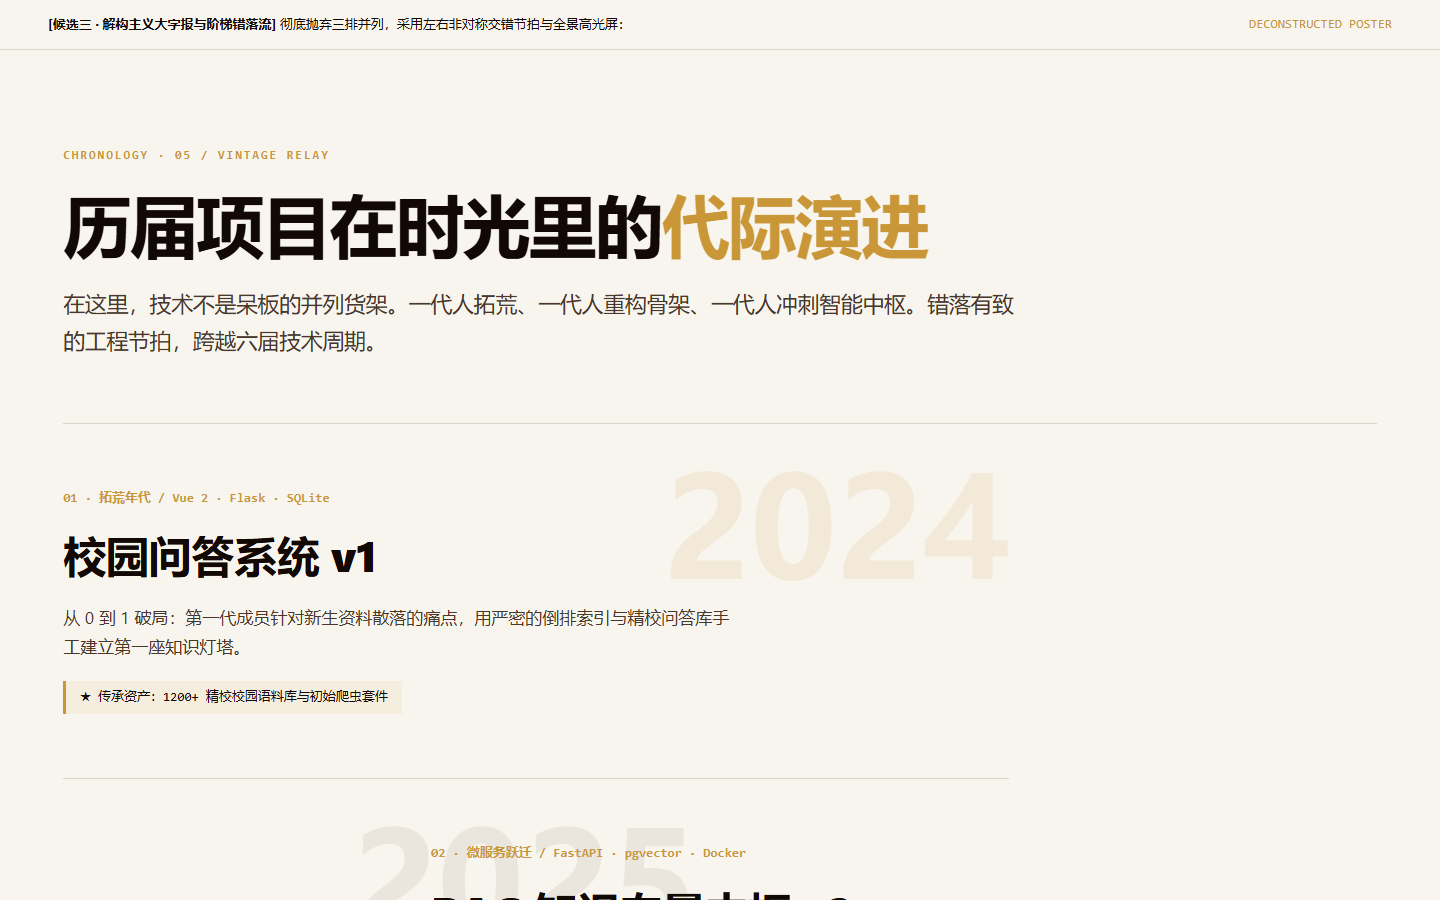 [候选三 · 解构主义大字报与阶梯错落流] 彻底抛弃三排并列，采用左右非对称交错节拍与全景高光屏：
DECONSTRUCTED POSTER
CHRONOLOGY · 05 / VINTAGE RELAY
历届项目在时光里的代际演进
在这里，技术不是呆板的并列货架。一代人拓荒、一代人重构骨架、一代人冲刺智能中枢。错落有致
的工程节拍，跨越六届技术周期。
2024
01 · 拓荒年代 / Vue 2 · Flask · SQLite
校园问答系统 v1
从 0 到 1 破局：第一代成员针对新生资料散落的痛点，用严密的倒排索引与精校问答库手
工建立第一座知识灯塔。
★ 传承资产：1200+ 精校校园语料库与初始爬虫套件
2025
02 · 微服务跃迁 / FastAPI · pgvector · Docker